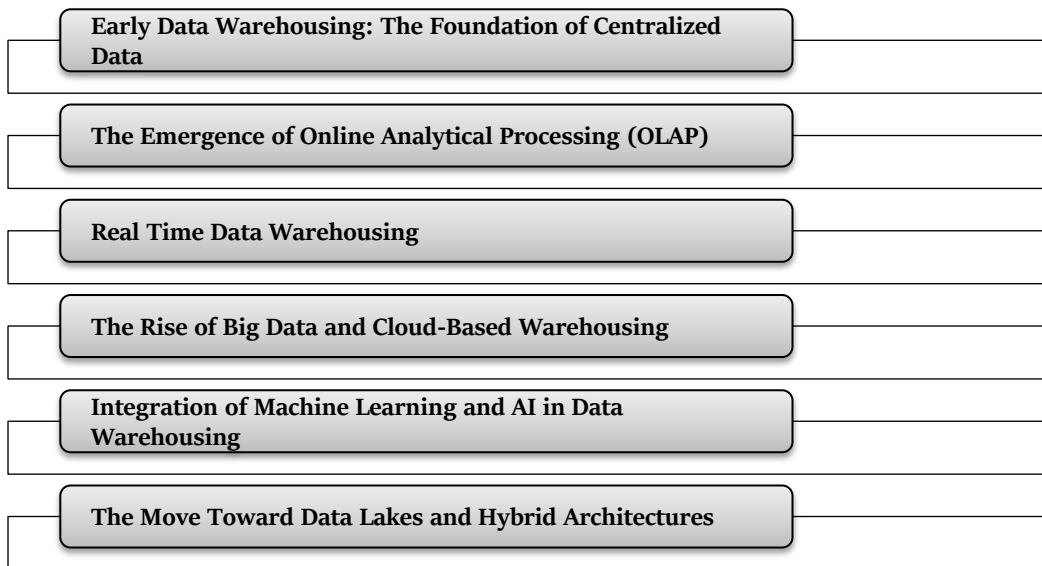 Early Data Warehousing: The Foundation of Centralized
Data
The Emergence of Online Analytical Processing (OLAP)
Real Time Data Warehousing
The Rise of Big Data and Cloud-Based Warehousing
Integration of Machine Learning and AI in Data
Warehousing
The Move Toward Data Lakes and Hybrid Architectures